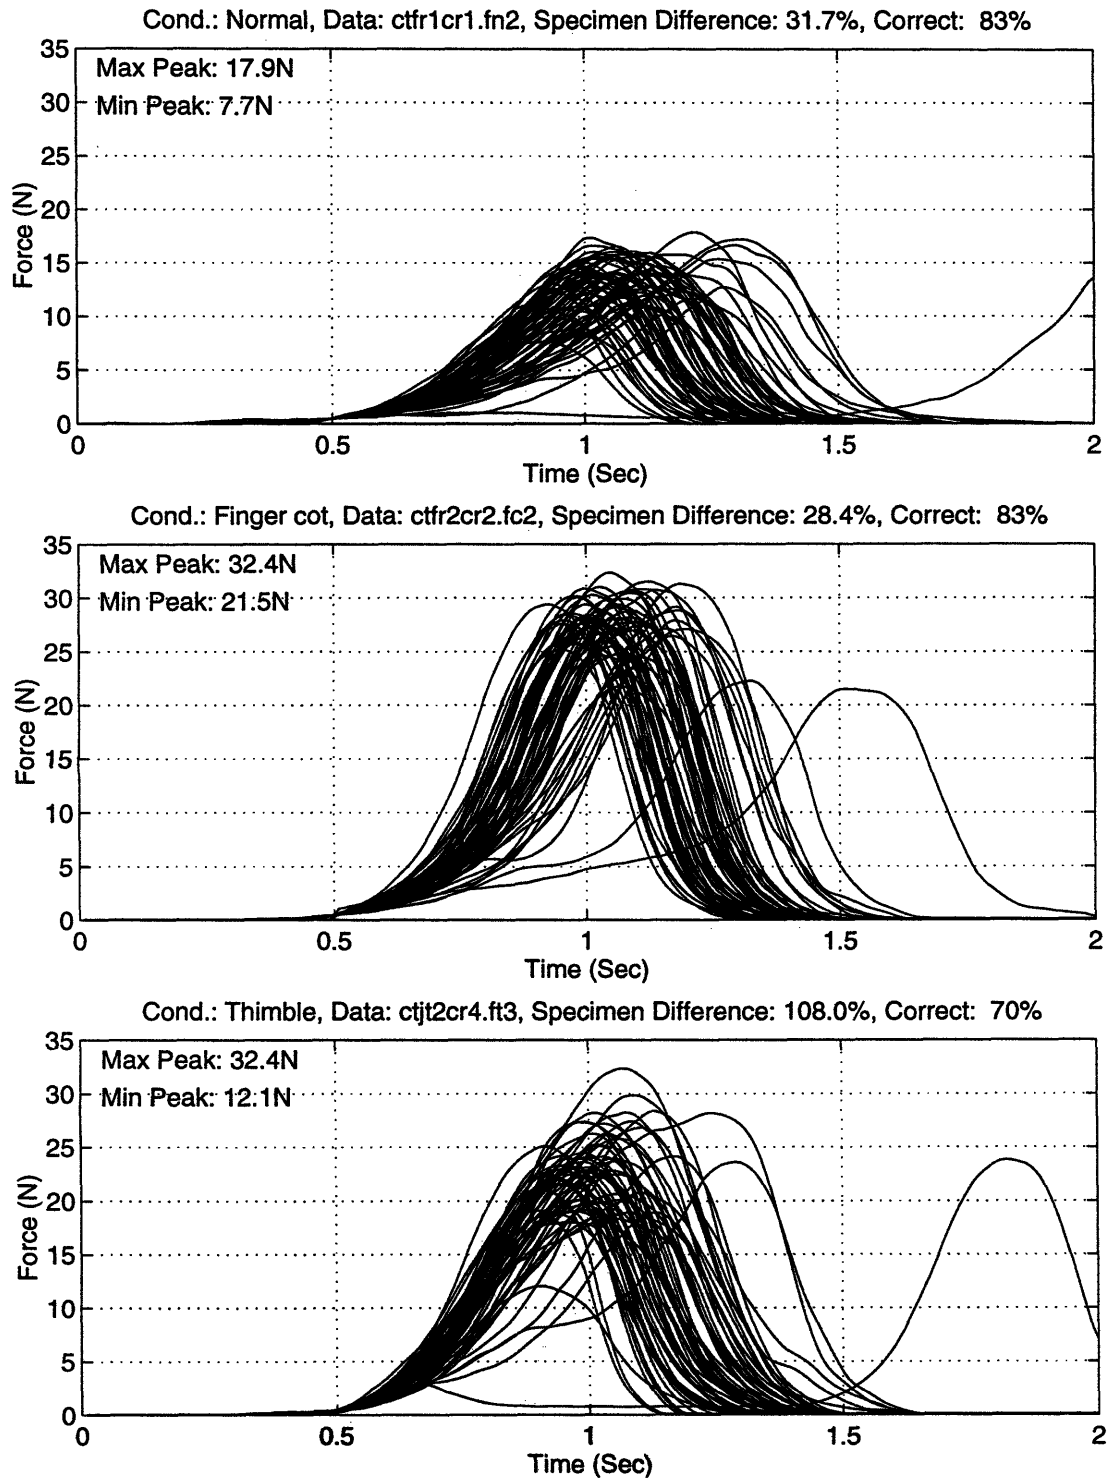 Cond.: Normal, Data: ctfr1cr1.fn2, Specimen Difference: 31.7%, Correct:  83%
35
Max Peak: 17.9N
30
Min Peak: 7.7N
25
20
15
10
5
0
Force (N)
0 0.5 1 1.5 2
Time (Sec)
Cond.: Finger cot, Data: ctfr2cr2.fc2, Specimen Difference: 28.4%, Correct:  83%
35
Max Peak: 32.4N
30
Min Peak: 21.5N
25
20
15
10
5
0
Force (N)
0 0.5 1 1.5 2
Time (Sec)
Cond.: Thimble, Data: ctjt2cr4.ft3, Specimen Difference: 108.0%, Correct:  70%
35
Max Peak: 32.4N
30
Min Peak: 12.1N
25
20
15
10
5
0
Force (N)
0 0.5 1 1.5 2
Time (Sec)